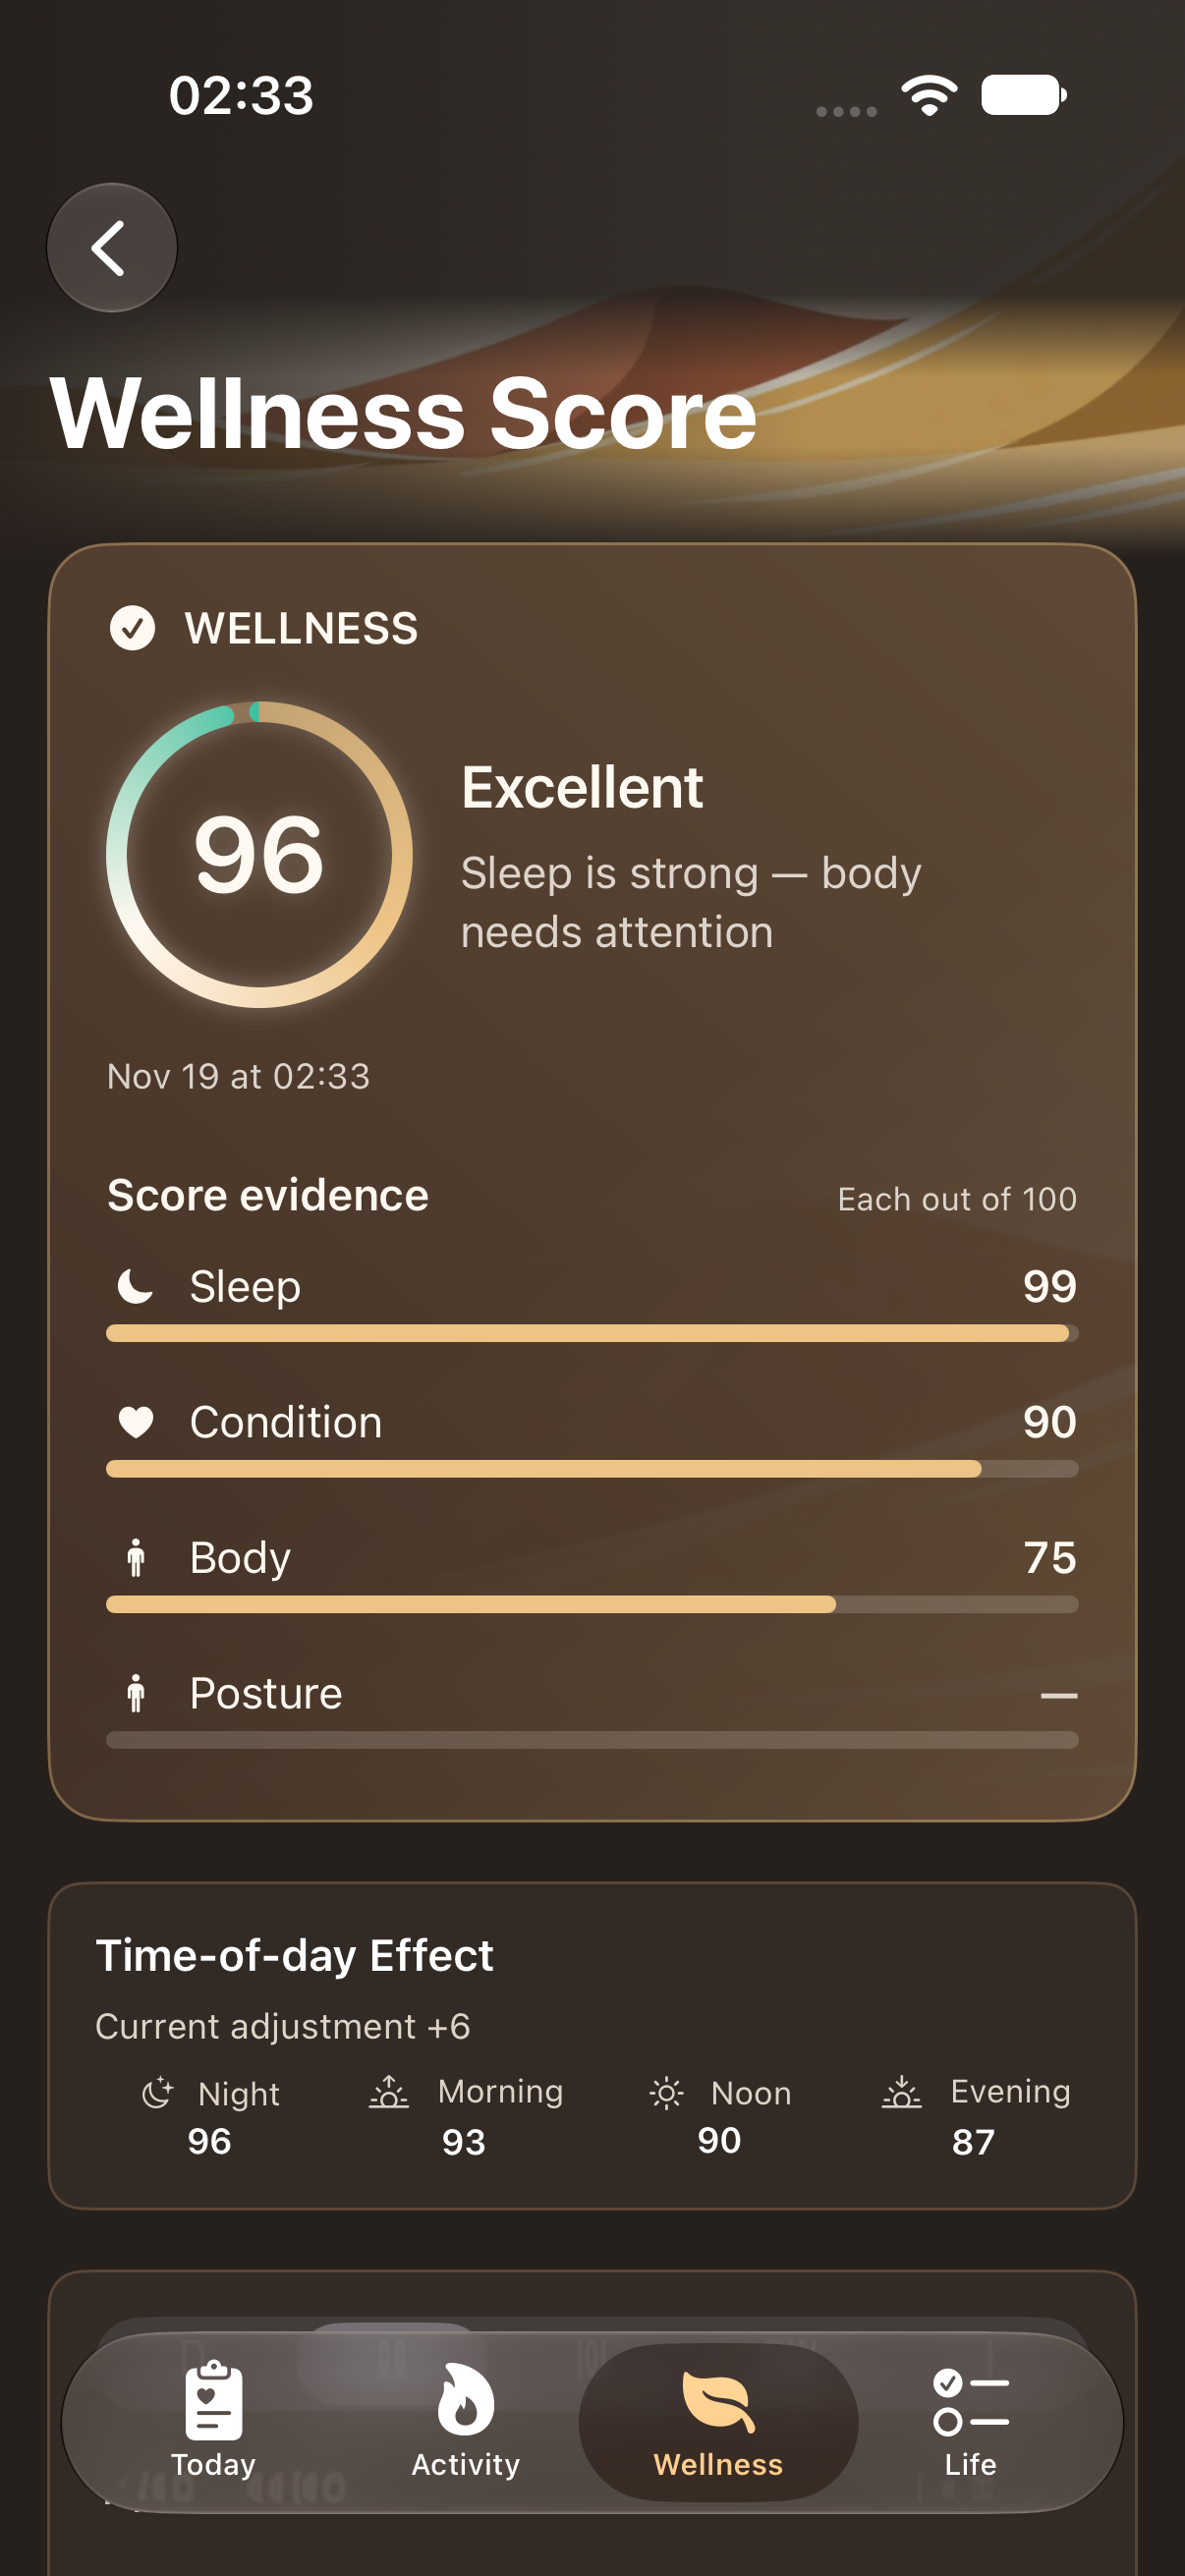 02:33
Wellness Score
WELLNESS
96
Excellent
Sleep is strong — body
needs attention
Nov 19 at 02:33
Score evidence
Each out of 100
Sleep
99
Condition
90
Body
75
Posture
—
Time-of-day Effect
Current adjustment +6
Night
Morning
Noon
Evening
96
93
90
87
Today
Activity
Wellness
Life